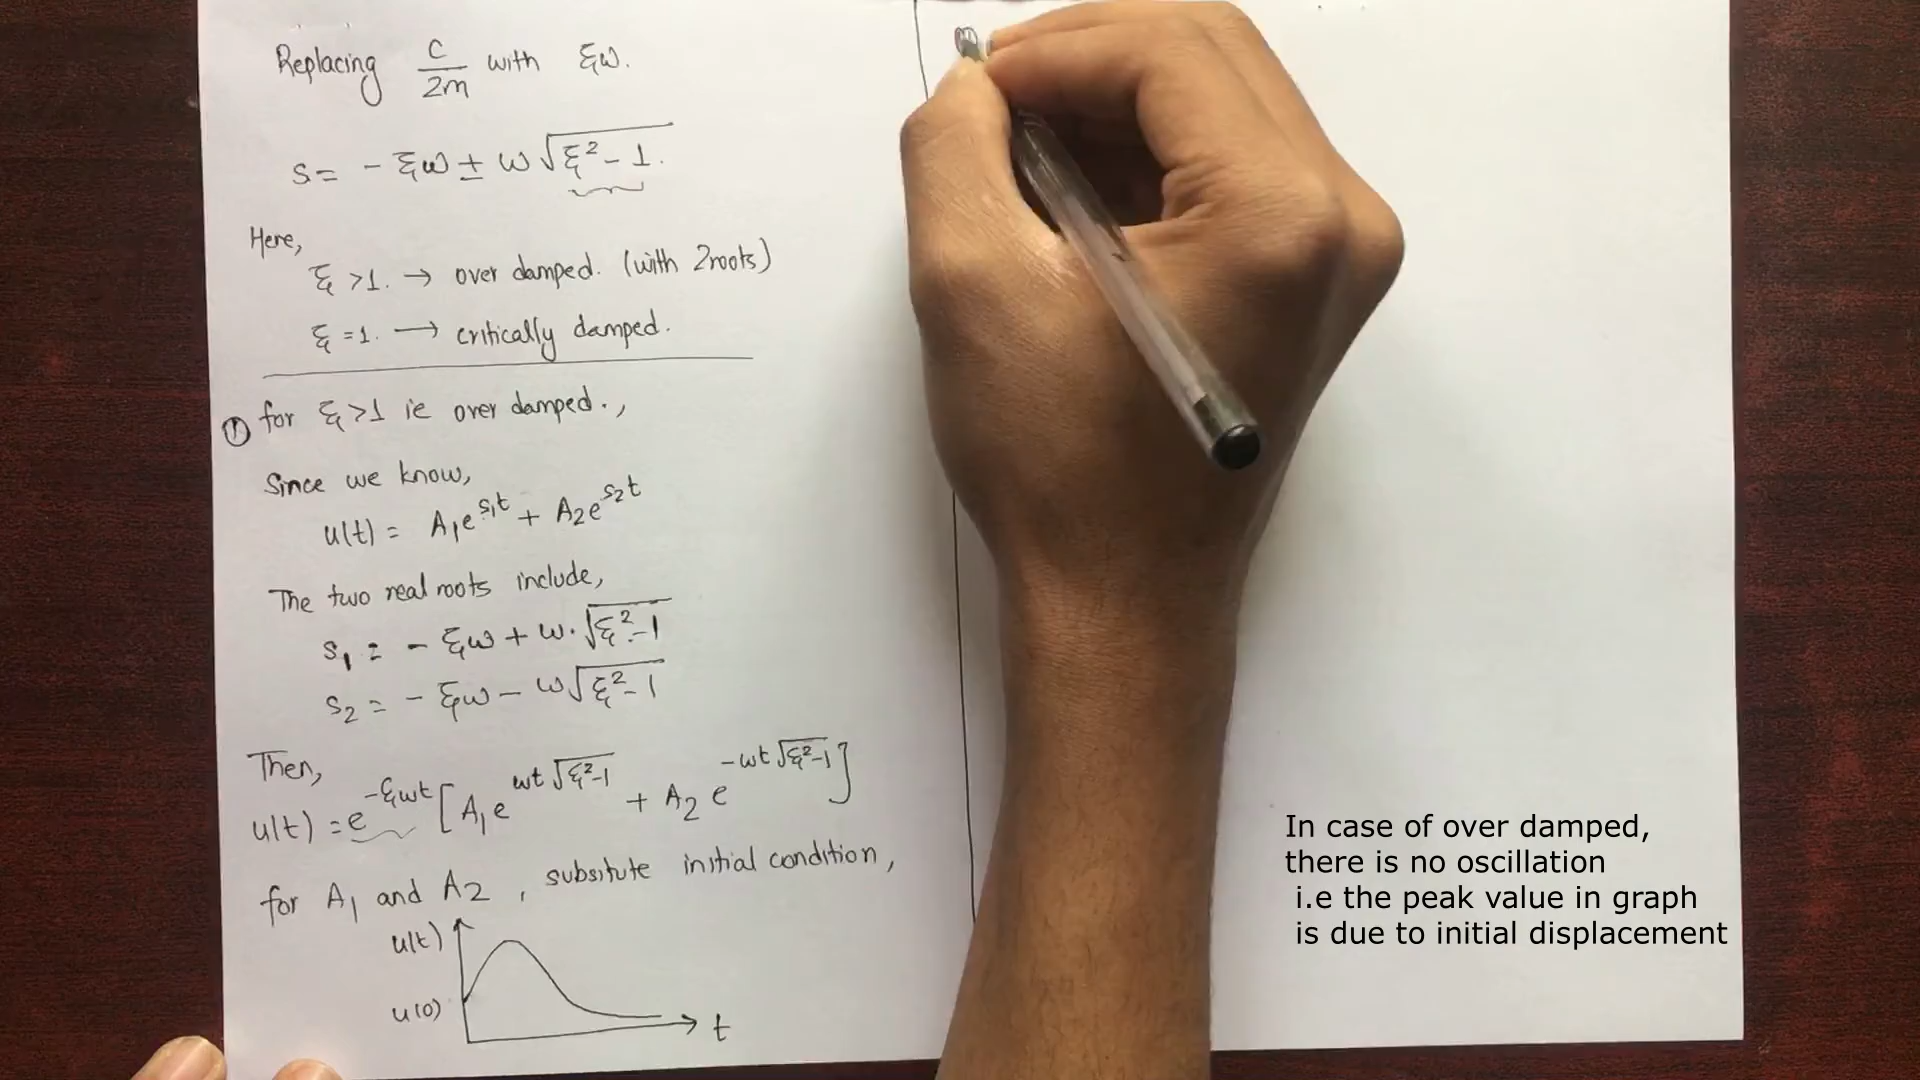 Replacing c/2m with ξω.
s = - ξω ± ω √ξ² - 1.
Here,
ξ >1. → over damped. (with 2 roots)
ξ = 1. → critically damped.
① for ξ >1 ie over damped.,
Since we know,
u(t) = A₁e^s₁t + A₂e^s₂t
The two real roots include,
s₁ = - ξω + ω.√ξ²-1
s₂ = - ξω - ω√ξ²-1
Then,
u(t) = e^-ξωt [A₁e^ωt√ξ²-1 + A₂ e^-ωt√ξ²-1]
for A₁ and A2 , subsitute initial condition,
u(t)
u(0)
t
In case of over damped,
there is no oscillation
i.e the peak value in graph
is due to initial displacement